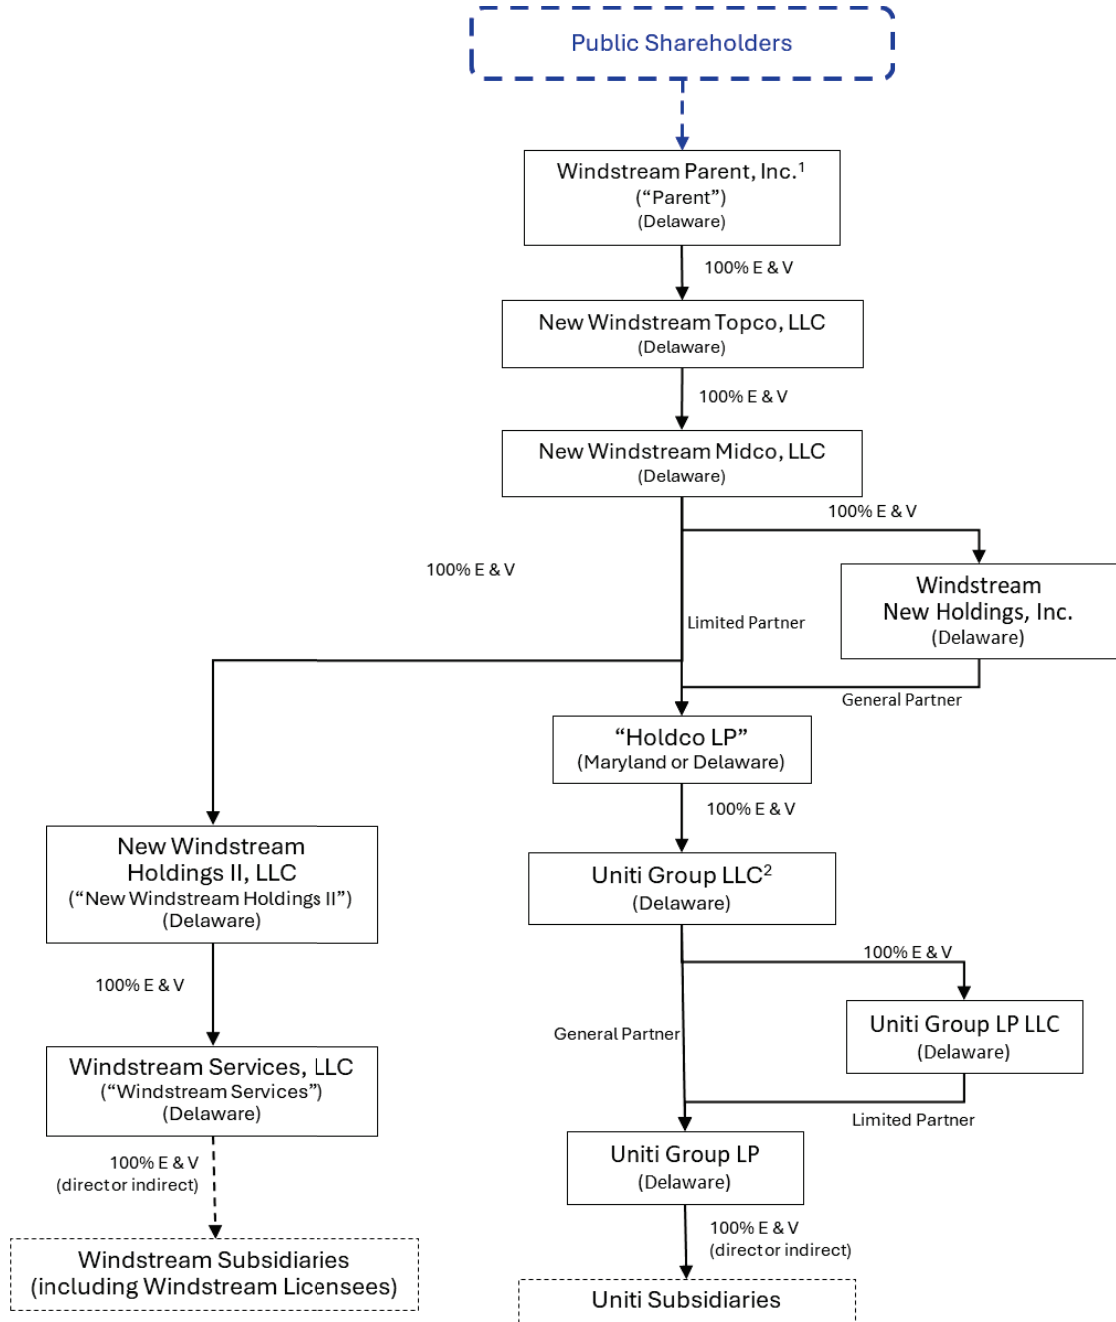 Public Shareholders
Windstream Parent, Inc.¹
(“Parent”)
(Delaware)
100% E & V
New Windstream Topco, LLC
(Delaware)
100% E & V
New Windstream Midco, LLC
(Delaware)
100% E & V
100% E & V
Windstream
New Holdings, Inc.
(Delaware)
Limited Partner
General Partner
“Holdco LP”
(Maryland or Delaware)
100% E & V
New Windstream
Holdings II, LLC
(“New Windstream Holdings II”)
(Delaware)
Uniti Group LLC²
(Delaware)
100% E & V
100% E & V
General Partner
Uniti Group LP LLC
(Delaware)
Windstream Services, LLC
(“Windstream Services”)
(Delaware)
Limited Partner
Uniti Group LP
(Delaware)
100% E & V
(direct or indirect)
100% E & V
(direct or indirect)
Windstream Subsidiaries
(including Windstream Licensees)
Uniti Subsidiaries